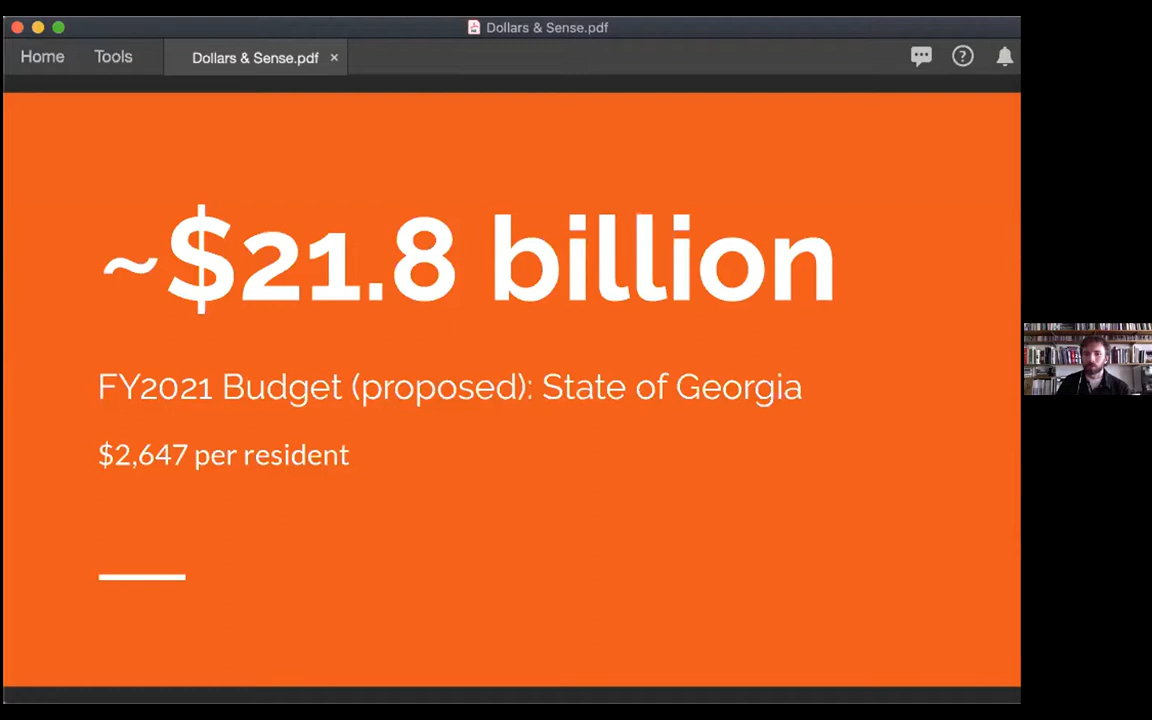 Dollars & Sense.pdf
Home Tools Dollars & Sense.pdf ×
~$21.8 billion
FY2021 Budget (proposed): State of Georgia
$2,647 per resident